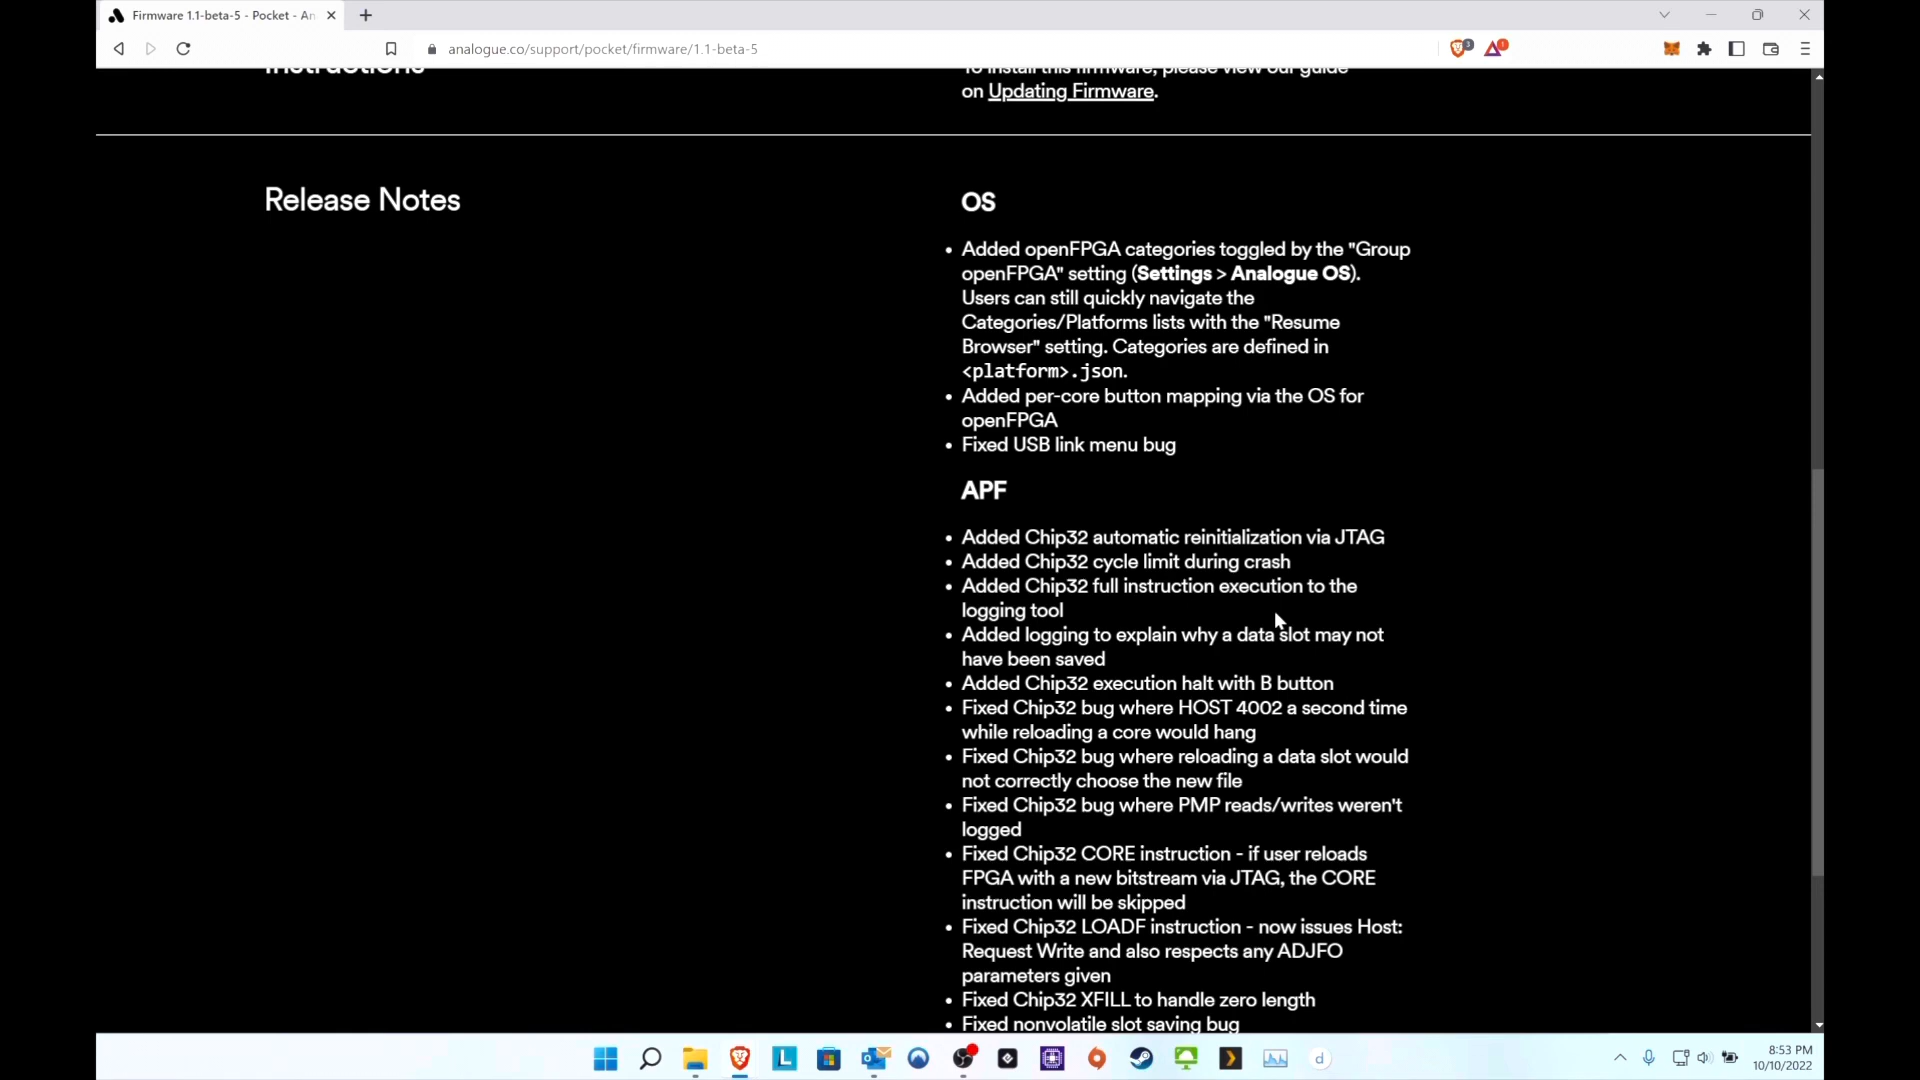 Firmware 1.1-beta-5 - Pocket - An
analogue.co/support/pocket/firmware/1.1-beta-5
Instructions
To install this firmware, please view our guide
on Updating Firmware.
Release Notes
OS
• Added openFPGA categories toggled by the "Group
openFPGA" setting (Settings > Analogue OS).
Users can still quickly navigate the
Categories/Platforms lists with the "Resume
Browser" setting. Categories are defined in
<platform>.json.
• Added per-core button mapping via the OS for
openFPGA
• Fixed USB link menu bug
APF
• Added Chip32 automatic reinitialization via JTAG
• Added Chip32 cycle limit during crash
• Added Chip32 full instruction execution to the
logging tool
• Added logging to explain why a data slot may not
have been saved
• Added Chip32 execution halt with B button
• Fixed Chip32 bug where HOST 4002 a second time
while reloading a core would hang
• Fixed Chip32 bug where reloading a data slot would
not correctly choose the new file
• Fixed Chip32 bug where PMP reads/writes weren't
logged
• Fixed Chip32 CORE instruction - if user reloads
FPGA with a new bitstream via JTAG, the CORE
instruction will be skipped
• Fixed Chip32 LOADF instruction - now issues Host:
Request Write and also respects any ADJFO
parameters given
• Fixed Chip32 XFILL to handle zero length
• Fixed nonvolatile slot saving bug
L
d
8:53 PM
10/10/2022